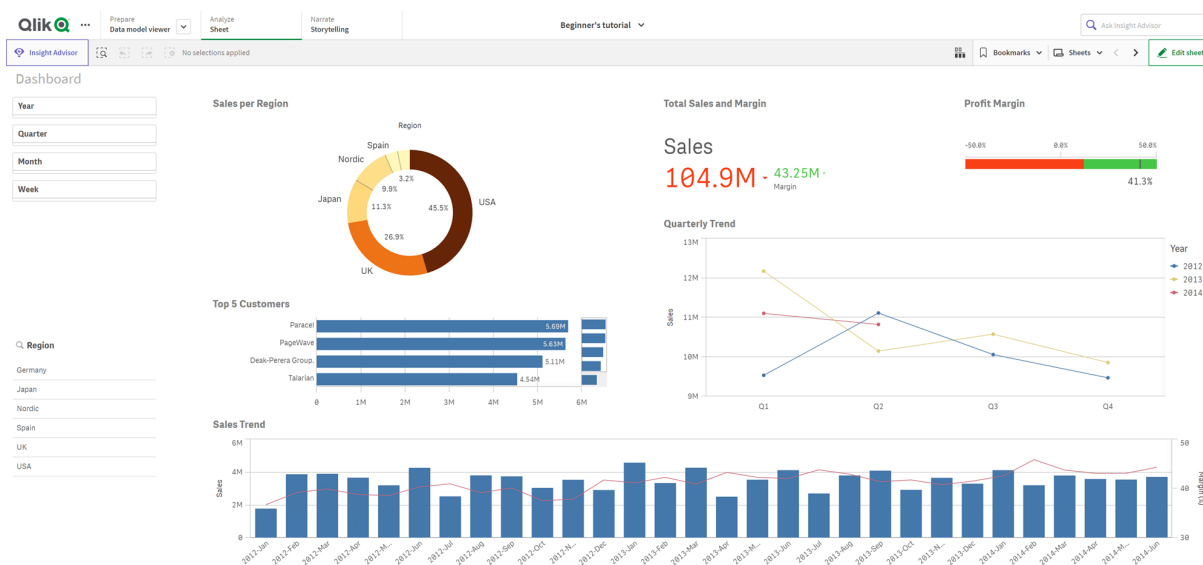 Qlik
Prepare
Data model viewer
Analyze
Sheet
Narrate
Storytelling
Beginner's tutorial
Ask Insight Advisor
Insight Advisor
No selections applied
Bookmarks
Sheets
Edit sheet
Dashboard
Year
Quarter
Month
Week
Region
Germany
Japan
Nordic
Spain
UK
USA
Sales per Region
Region
Spain
Nordic
Japan
UK
USA
3.2%
9.9%
11.3%
26.9%
45.5%
Top 5 Customers
Paracel
PageWave
Deak-Perera Group.
Talarian
5.69M
5.63M
5.11M
4.54M
0 1M 2M 3M 4M 5M 6M
Total Sales and Margin
Sales
104.9M
43.25M
Margin
Profit Margin
-50.0% 0.0% 50.0%
41.3%
Quarterly Trend
Sales
13M
12M
11M
10M
9M
Q1 Q2 Q3 Q4
Year
2012
2013
2014
Sales Trend
Sales
6M
4M
2M
0
50
40
30
Margin (%)
2012-Jan 2012-Feb 2012-Mar 2012-Apr 2012-M... 2012-Jun 2012-Jul 2012-Aug 2012-Sep 2012-Oct 2012-N... 2012-Dec 2013-Jan 2013-Feb 2013-Mar 2013-Apr 2013-M... 2013-Jun 2013-Jul 2013-Aug 2013-Sep 2013-Oct 2013-N... 2013-Dec 2014-Jan 2014-Feb 2014-Mar 2014-Apr 2014-M... 2014-Jun